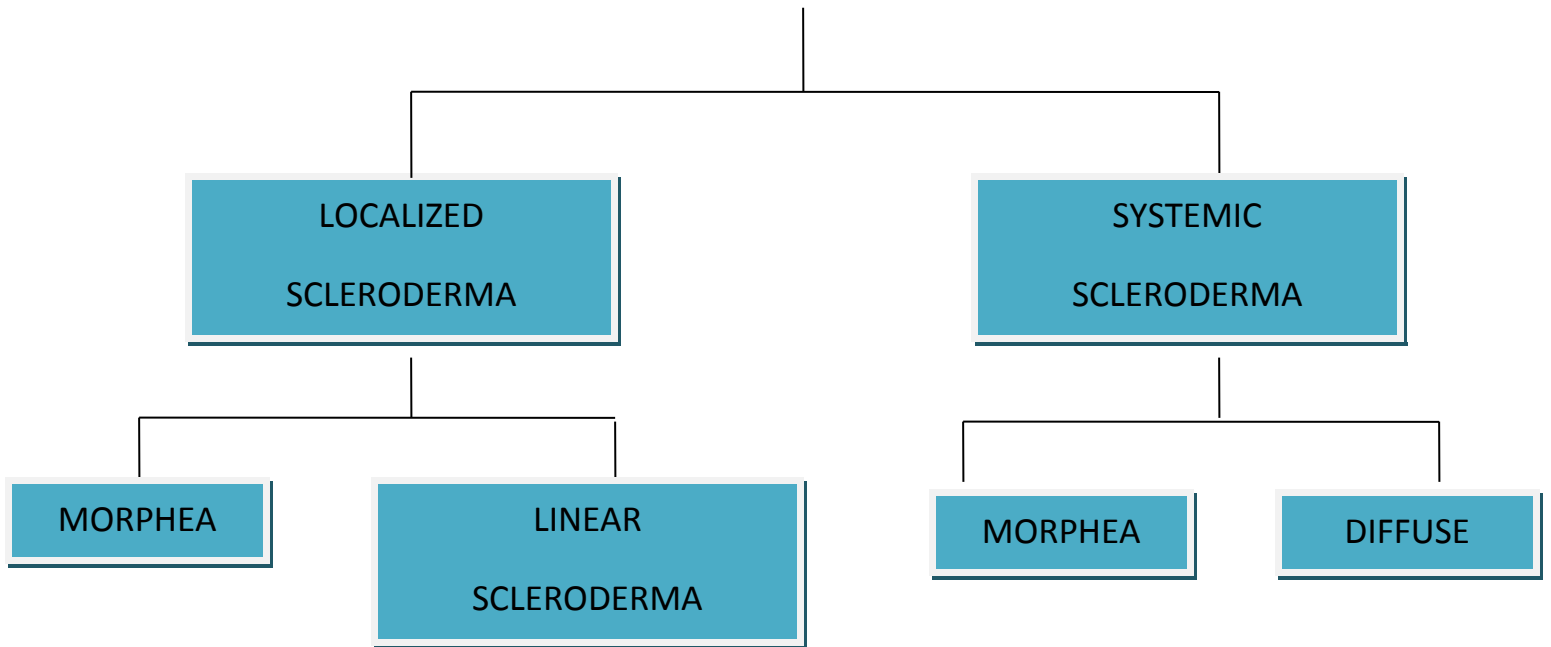 LOCALIZED
SCLERODERMA
SYSTEMIC
SCLERODERMA
MORPHEA
LINEAR
SCLERODERMA
MORPHEA
DIFFUSE